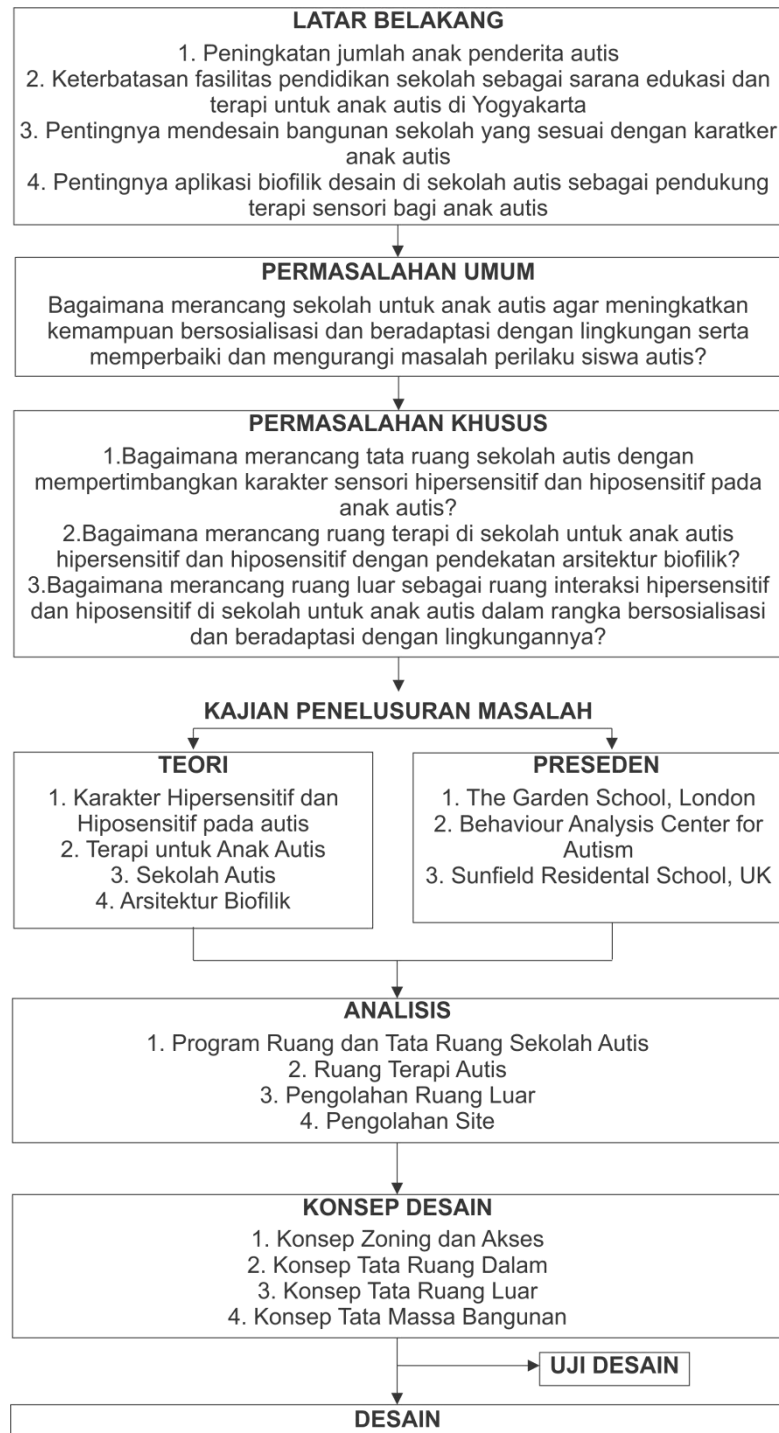 LATAR BELAKANG
1. Peningkatan jumlah anak penderita autis
2. Keterbatasan fasilitas pendidikan sekolah sebagai sarana edukasi dan
terapi untuk anak autis di Yogyakarta
3. Pentingnya mendesain bangunan sekolah yang sesuai dengan karatker
anak autis
4. Pentingnya aplikasi biofilik desain di sekolah autis sebagai pendukung
terapi sensori bagi anak autis
PERMASALAHAN UMUM
Bagaimana merancang sekolah untuk anak autis agar meningkatkan
kemampuan bersosialisasi dan beradaptasi dengan lingkungan serta
memperbaiki dan mengurangi masalah perilaku siswa autis?
PERMASALAHAN KHUSUS
1.Bagaimana merancang tata ruang sekolah autis dengan
mempertimbangkan karakter sensori hipersensitif dan hiposensitif pada
anak autis?
2.Bagaimana merancang ruang terapi di sekolah untuk anak autis
hipersensitif dan hiposensitif dengan pendekatan arsitektur biofilik?
3.Bagaimana merancang ruang luar sebagai ruang interaksi hipersensitif
dan hiposensitif di sekolah untuk anak autis dalam rangka bersosialisasi
dan beradaptasi dengan lingkungannya?
KAJIAN PENELUSURAN MASALAH
TEORI
1. Karakter Hipersensitif dan
Hiposensitif pada autis
2. Terapi untuk Anak Autis
3. Sekolah Autis
4. Arsitektur Biofilik
PRESEDEN
1. The Garden School, London
2. Behaviour Analysis Center for
Autism
3. Sunfield Residental School, UK
ANALISIS
1. Program Ruang dan Tata Ruang Sekolah Autis
2. Ruang Terapi Autis
3. Pengolahan Ruang Luar
4. Pengolahan Site
KONSEP DESAIN
1. Konsep Zoning dan Akses
2. Konsep Tata Ruang Dalam
3. Konsep Tata Ruang Luar
4. Konsep Tata Massa Bangunan
UJI DESAIN
DESAIN